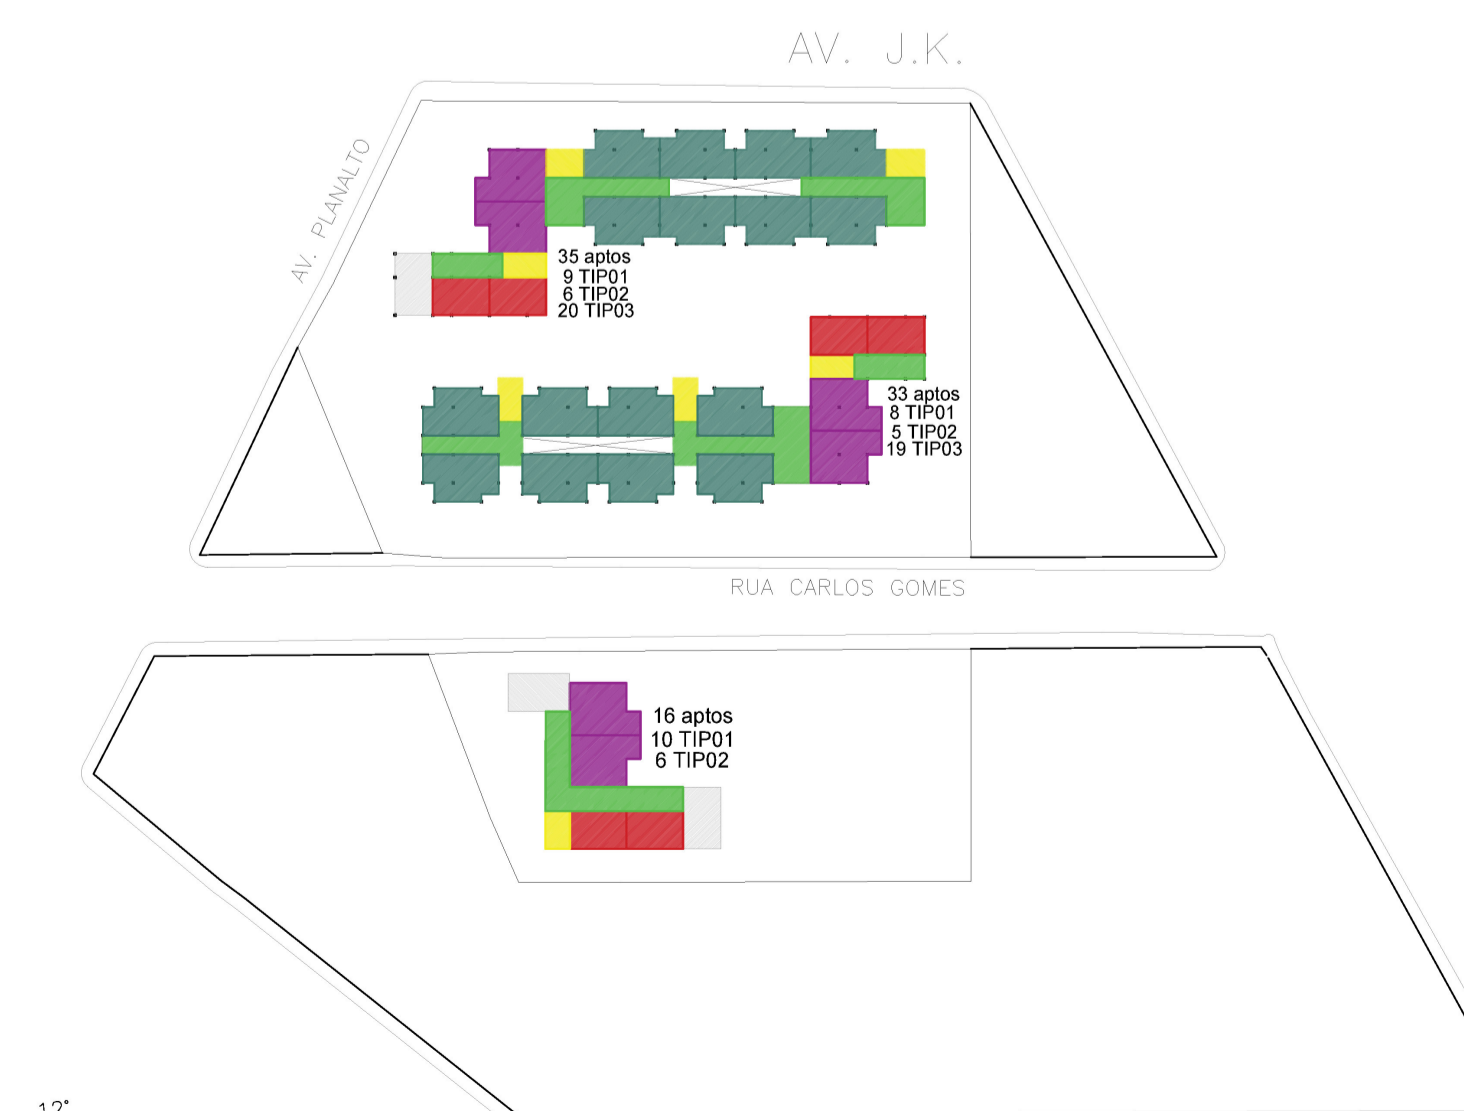 AV. J.K.
AV. PLANALTO
35 aptos
9 TIP01
6 TIP02
20 TIP03
33 aptos
8 TIP01
5 TIP02
19 TIP03
RUA CARLOS GOMES
16 aptos
10 TIP01
6 TIP02
12°